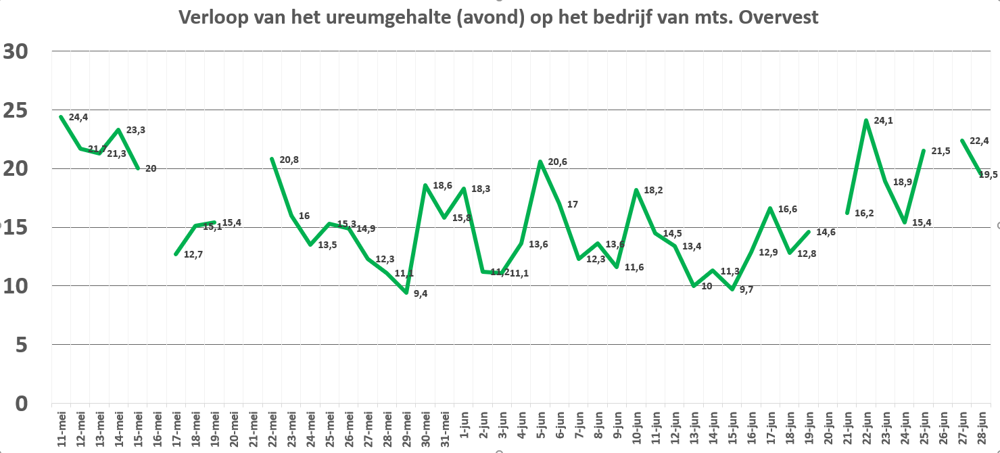 Verloop van het ureumgehalte (avond) op het bedrijf van mts. Overvest
30
25
20
15
10
5
0
24,4
21,7
21,3
23,3
20
12,7
15,1
15,4
20,8
16
13,5
15,3
14,9
12,3
11,1
9,4
18,6
15,8
18,3
11,2
11,1
13,6
20,6
17
12,3
13,6
11,6
18,2
14,5
13,4
10
11,3
9,7
12,9
16,6
12,8
14,6
16,2
24,1
18,9
15,4
21,5
22,4
19,5
11-mei
12-mei
13-mei
14-mei
15-mei
16-mei
17-mei
18-mei
19-mei
20-mei
21-mei
22-mei
23-mei
24-mei
25-mei
26-mei
27-mei
28-mei
29-mei
30-mei
31-mei
1-jun
2-jun
3-jun
4-jun
5-jun
6-jun
7-jun
8-jun
9-jun
10-jun
11-jun
12-jun
13-jun
14-jun
15-jun
16-jun
17-jun
18-jun
19-jun
20-jun
21-jun
22-jun
23-jun
24-jun
25-jun
26-jun
27-jun
28-jun